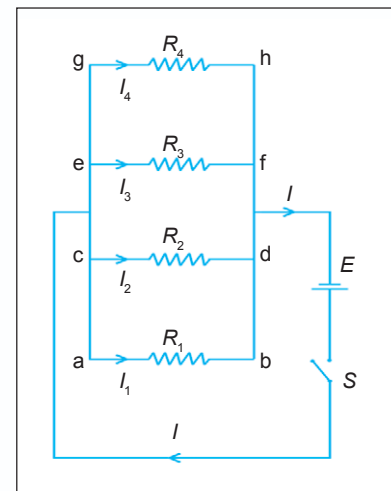 g R₄ h
I₄
e R₃ f
I₃
I
c R₂ d
I₂
E
a R₁ b
I₁
S
I